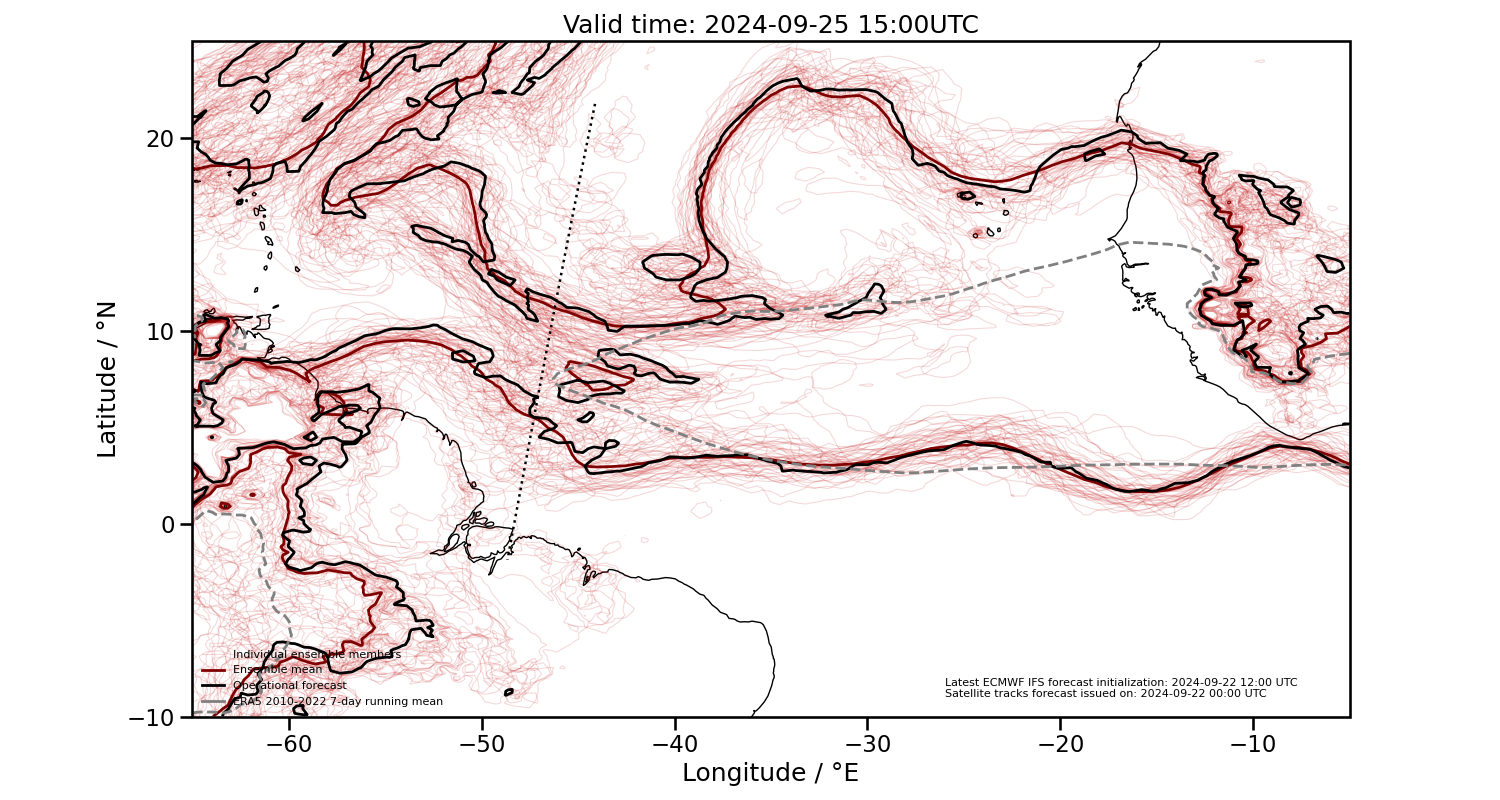 Valid time: 2024-09-25 15:00UTC
20
10
0
−10
Latitude / °N
Individual ensemble members
Ensemble mean
Operational forecast
ERA5 2010-2022 7-day running mean
Latest ECMWF IFS forecast initialization: 2024-09-22 12:00 UTC
Satellite tracks forecast issued on: 2024-09-22 00:00 UTC
−60
−50
−40
−30
−20
−10
Longitude / °E